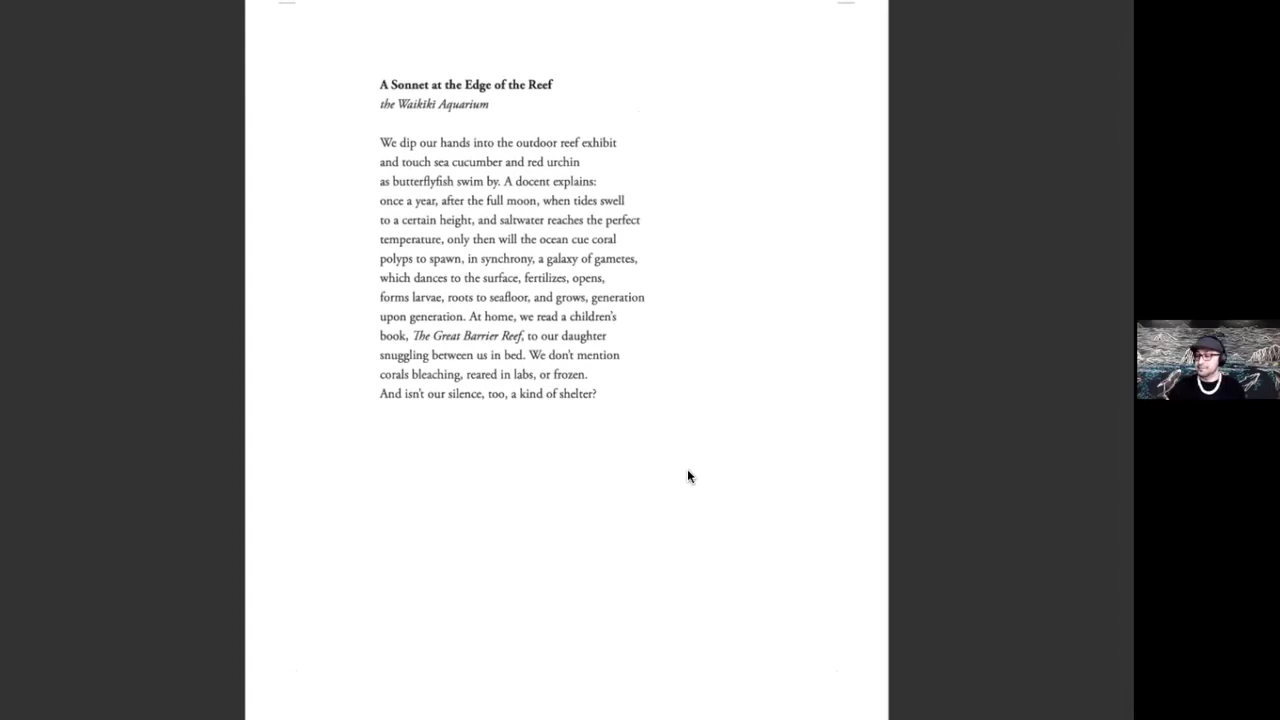 A Sonnet at the Edge of the Reef
the Waikīkī Aquarium
We dip our hands into the outdoor reef exhibit
and touch sea cucumber and red urchin
as butterflyfish swim by. A docent explains:
once a year, after the full moon, when tides swell
to a certain height, and saltwater reaches the perfect
temperature, only then will the ocean cue coral
polyps to spawn, in synchrony, a galaxy of gametes,
which dances to the surface, fertilizes, opens,
forms larvae, roots to seafloor, and grows, generation
upon generation. At home, we read a children's
book, The Great Barrier Reef, to our daughter
snuggling between us in bed. We don't mention
corals bleaching, reared in labs, or frozen.
And isn't our silence, too, a kind of shelter?